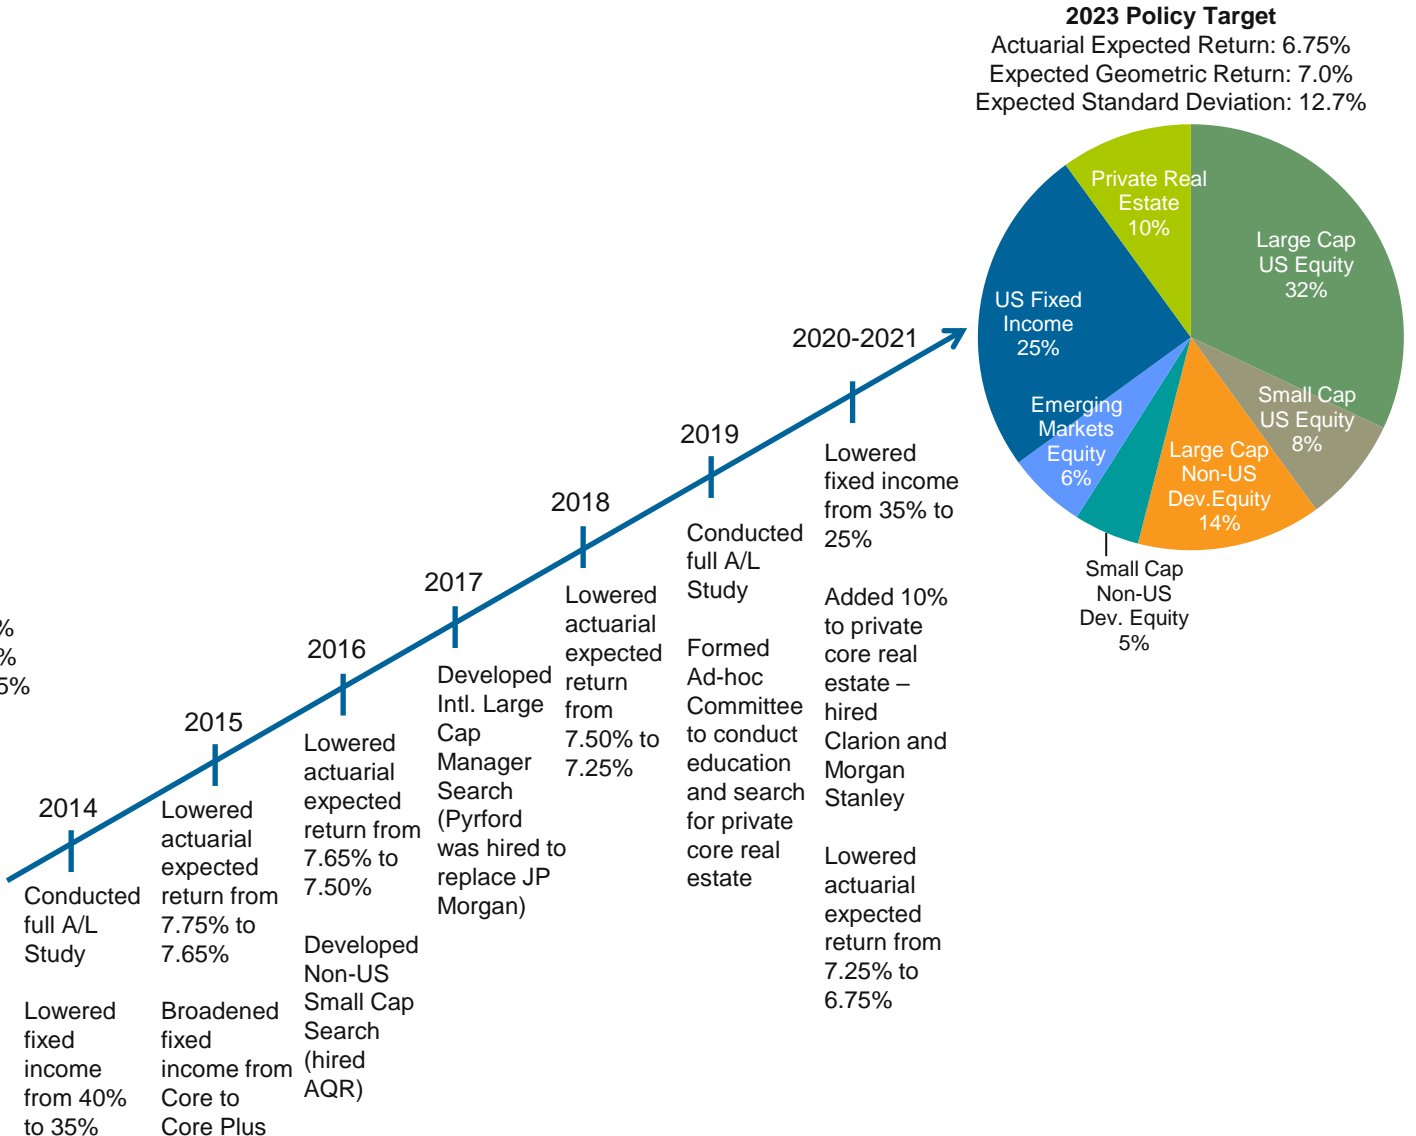 2023 Policy Target
Actuarial Expected Return: 6.75%
Expected Geometric Return: 7.0%
Expected Standard Deviation: 12.7%
Private Real
Estate
10%
Large Cap
US Equity
32%
US Fixed
Income
25%
Small Cap
US Equity
8%
Emerging
Markets
Equity
6%
Large Cap
Non-US
Dev.Equity
14%
Small Cap
Non-US
Dev. Equity
5%
%
%
5%
2014
Conducted
full A/L
Study
Lowered
fixed
income
from 40%
to 35%
2015
Lowered
actuarial
expected
return from
7.75% to
7.65%
Broadened
fixed
income from
Core to
Core Plus
2016
Lowered
actuarial
expected
return from
7.65% to
7.50%
Developed
Non-US
Small Cap
Search
(hired
AQR)
2017
Developed
Intl. Large
Cap
Manager
Search
(Pyrford
was hired to
replace JP
Morgan)
2018
Lowered
actuarial
expected
return
from
7.50% to
7.25%
2019
Conducted
full A/L
Study
Formed
Ad-hoc
Committee
to conduct
education
and search
for private
core real
estate
2020-2021
Lowered
fixed income
from 35% to
25%
Added 10%
to private
core real
estate –
hired
Clarion and
Morgan
Stanley
Lowered
actuarial
expected
return from
7.25% to
6.75%